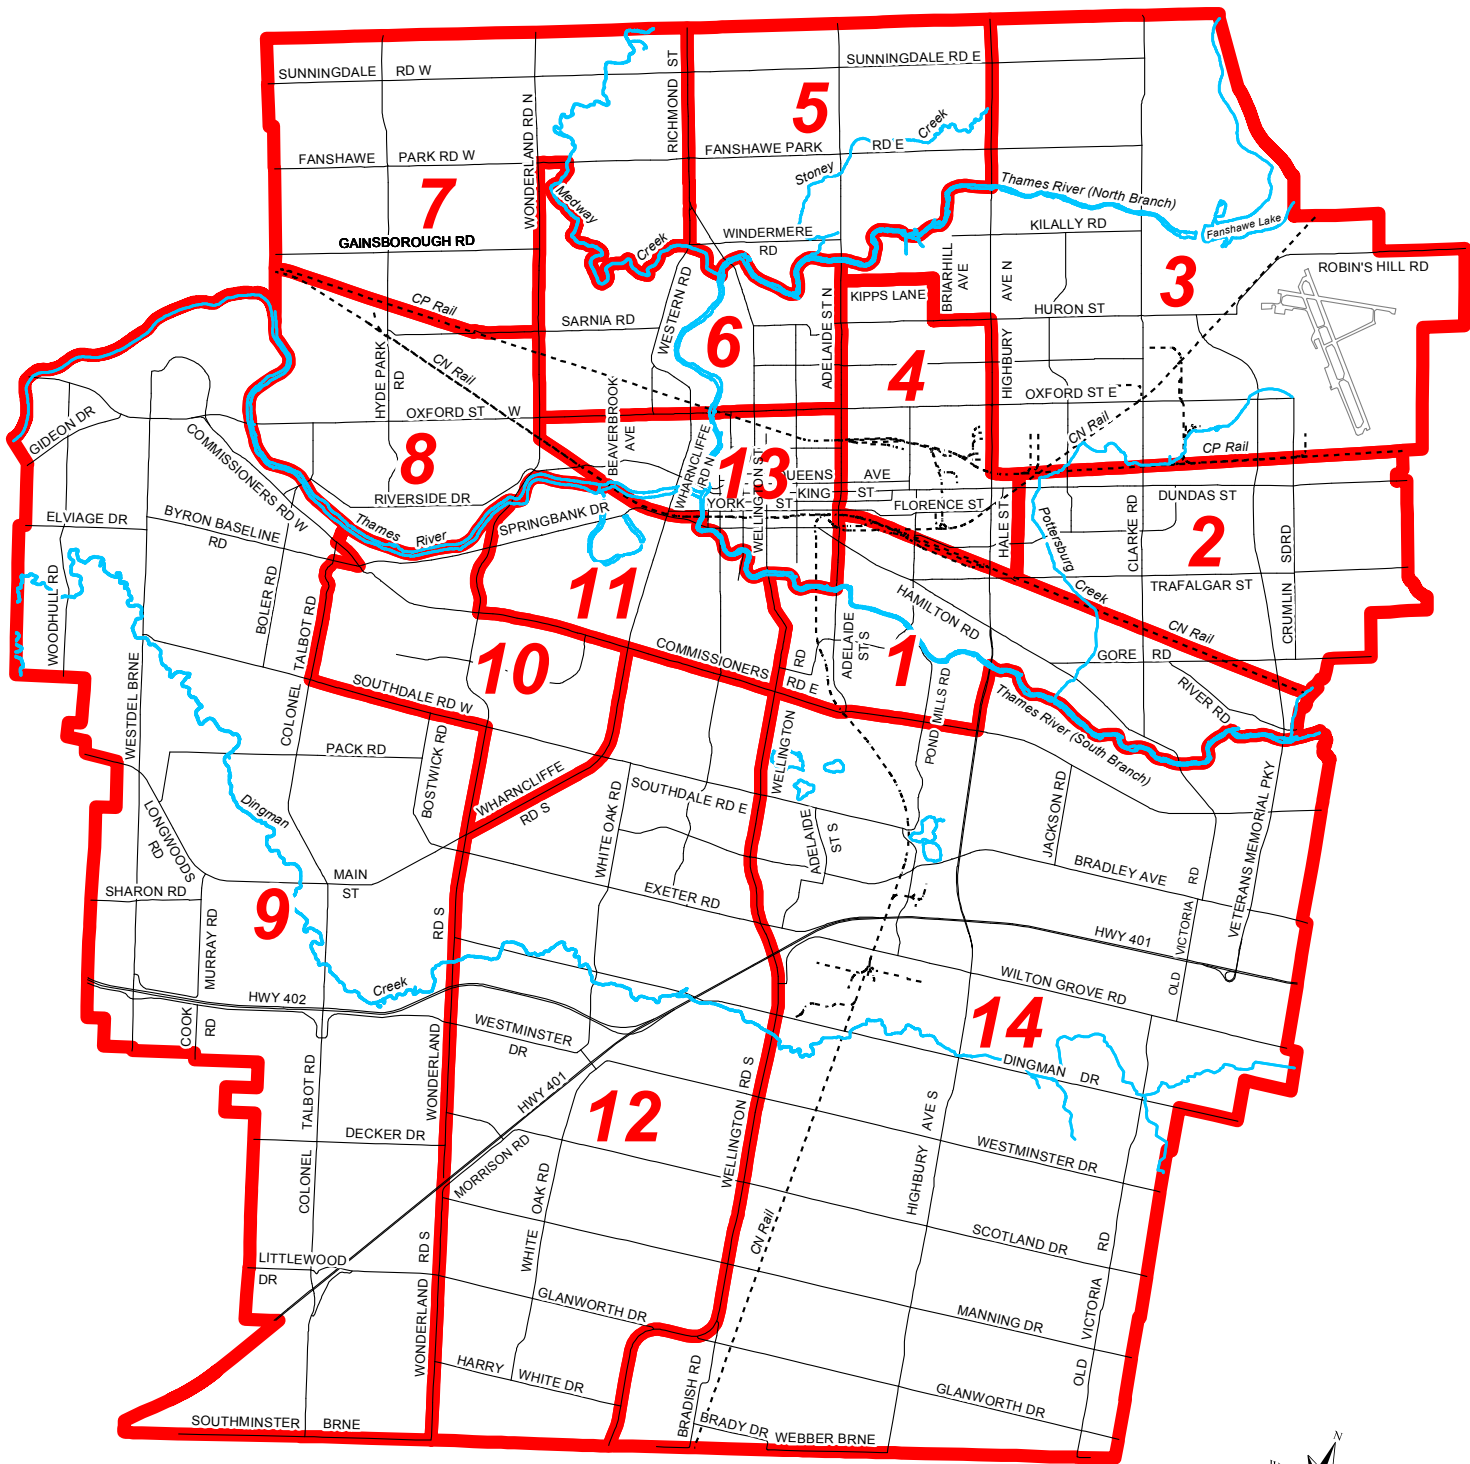 SUNNINGDALE RD W
RICHMOND ST
SUNNINGDALE RD E
5
WONDERLAND RD N
Creek
FANSHAWE PARK RD W
FANSHAWE PARK RD E
Stoney
7
Medway
Thames River (North Branch)
GAINSBOROUGH RD
Creek
WINDERMERE RD
KILALLY RD
Fanshawe Lake
BRIARHILL AVE
3
ROBIN'S HILL RD
CP Rail
WESTERN RD
KIPPS LANE
HIGHBURY AVE N
SARNIA RD
6
ADELAIDE ST N
HURON ST
CN Rail
HYDE PARK RD
4
OXFORD ST W
BEAVERBROOK AVE
OXFORD ST E
GIDEON DR
COMMISSIONERS RD W
WHARNCLIFFE RD N
CN Rail
CP Rail
8
13
WELLINGTON ST
UEENS AVE
RIVERSIDE DR
KING ST
DUNDAS ST
YORK ST
FLORENCE ST
ELVIAGE DR
BYRON BASELINE RD
Thames River
SPRINGBANK DR
HALE ST
Pottersburg Creek
CLARKE RD
2
CRUMLIN SDRD
WOODHULL RD
BOLER RD
COLONEL TALBOT RD
11
TRAFALGAR ST
HAMILTON RD
CN Rail
10
COMMISSIONERS RD E
RD
ADELAIDE ST S
1
GORE RD
WESTDEL BRNE
SOUTHDALE RD W
POND MILLS RD
Thames River (South Branch)
RIVER RD
PACK RD
BOSTWICK RD
WELLINGTON
Dingman
WHARNCLIFFE RD S
WHITE OAK RD
SOUTHDALE RD E
ADELAIDE ST S
JACKSON RD
VETERANS MEMORIAL PKY
LONGWOODS RD
MAIN ST
BRADLEY AVE
SHARON RD
EXETER RD
9
MURRAY RD
RD S
OLD VICTORIA RD
HWY 401
HWY 402
Creek
WILTON GROVE RD
COOK RD
WONDERLAND
WESTMINSTER DR
14
DINGMAN DR
COLONEL TALBOT RD
HWY 401
12
WELLINGTON RD S
HIGHBURY AVE S
DECKER DR
MORRISON RD
WESTMINSTER DR
WHITE OAK RD
CN Rail
SCOTLAND DR
LITTLEWOOD DR
WONDERLAND RD S
GLANWORTH DR
MANNING DR
OLD VICTORIA RD
HARRY WHITE DR
GLANWORTH DR
SOUTHMINSTER BRNE
BRADISH RD
BRADY DR
WEBBER BRNE
N